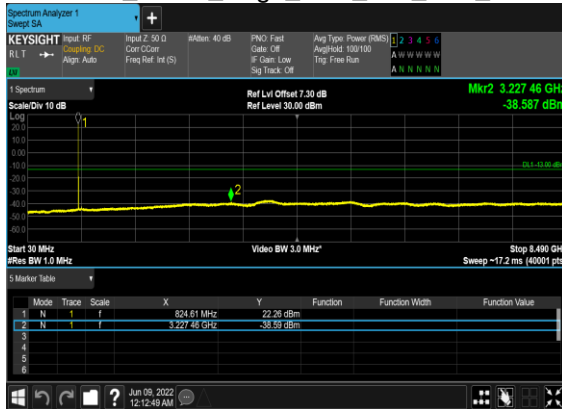 Spectrum Analyzer 1
Swept SA
+
KEYSIGHT Input: RF Input Z: 50 Ω #Atten: 40 dB PNO: Fast Avg Type: Power (RMS) 1 2 3 4 5 6
RLT Coupling: DC Corr CCorr Gate: Off Avg|Hold: 100/100 A W W W W W
Align: Auto Freq Ref: Int (S) IF Gain: Low Trig: Free Run
Sig Track: Off A N N N N N
1 Spectrum Ref Lvl Offset 7.30 dB Mkr2 3.227 46 GHz
Scale/Div 10 dB Ref Level 30.00 dBm -38.587 dBm
Log
20.0
10.0
0.00
-10.0
-20.0
-30.0
-40.0
-50.0
-60.0
1
2
DL1 -13.00 dBm
Start 30 MHz Video BW 3.0 MHz* Stop 8.490 GHz
#Res BW 1.0 MHz Sweep ~17.2 ms (40001 pts)
5 Marker Table
Mode Trace Scale X Y Function Function Width Function Value
1 N 1 f 824.61 MHz 22.26 dBm
2 N 1 f 3.227 46 GHz -38.59 dBm
3
4
5
6
? Jun 09, 2022
12:12:49 AM